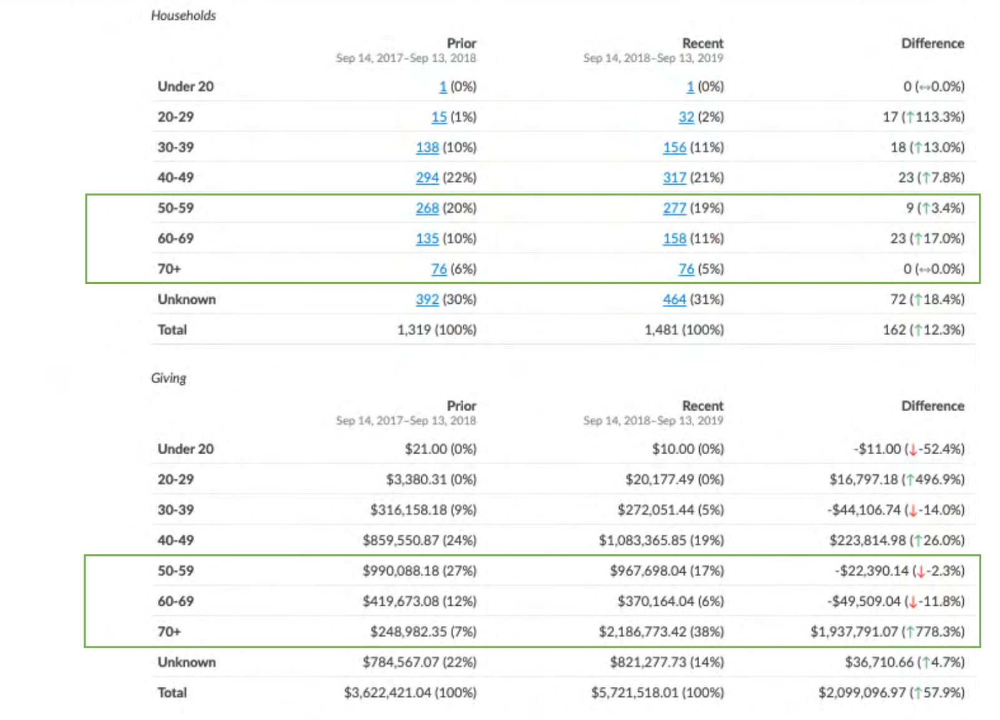 Households
Prior Recent Difference
Sep 14, 2017–Sep 13, 2018 Sep 14, 2018–Sep 13, 2019
Under 20 1 (0%) 1 (0%) 0 (↔0.0%)
20-29 15 (1%) 32 (2%) 17 (↑113.3%)
30-39 138 (10%) 156 (11%) 18 (↑13.0%)
40-49 294 (22%) 317 (21%) 23 (↑7.8%)
50-59 268 (20%) 277 (19%) 9 (↑3.4%)
60-69 135 (10%) 158 (11%) 23 (↑17.0%)
70+ 76 (6%) 76 (5%) 0 (↔0.0%)
Unknown 392 (30%) 464 (31%) 72 (↑18.4%)
Total 1,319 (100%) 1,481 (100%) 162 (↑12.3%)
Giving
Prior Recent Difference
Sep 14, 2017–Sep 13, 2018 Sep 14, 2018–Sep 13, 2019
Under 20 $21.00 (0%) $10.00 (0%) -$11.00 (↓-52.4%)
20-29 $3,380.31 (0%) $20,177.49 (0%) $16,797.18 (↑496.9%)
30-39 $316,158.18 (9%) $272,051.44 (5%) -$44,106.74 (↓-14.0%)
40-49 $859,550.87 (24%) $1,083,365.85 (19%) $223,814.98 (↑26.0%)
50-59 $990,088.18 (27%) $967,698.04 (17%) -$22,390.14 (↓-2.3%)
60-69 $419,673.08 (12%) $370,164.04 (6%) -$49,509.04 (↓-11.8%)
70+ $248,982.35 (7%) $2,186,773.42 (38%) $1,937,791.07 (↑778.3%)
Unknown $784,567.07 (22%) $821,277.73 (14%) $36,710.66 (↑4.7%)
Total $3,622,421.04 (100%) $5,721,518.01 (100%) $2,099,096.97 (↑57.9%)